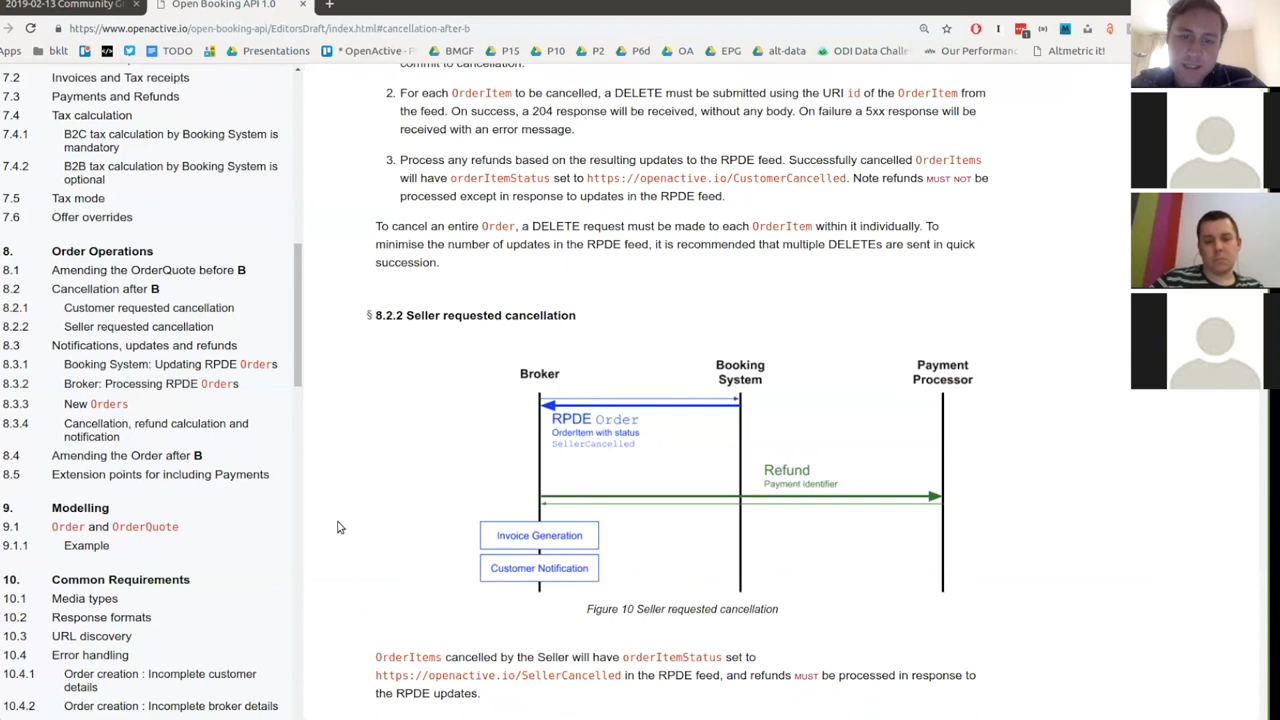 2019-02-13 Community G
Open Booking API 1.0
https://www.openactive.io/open-booking-api/EditorsDraft/index.html#cancellation-after-b
Apps
bklt
TODO
Presentations
* OpenActive - P
BMGF
P15
P10
P2
P6d
OA
EPG
alt-data
ODI Data Challe
Our Performanc
Altmetric it!
7.2 Invoices and Tax receipts
7.3 Payments and Refunds
7.4 Tax calculation
7.4.1 B2C tax calculation by Booking System is
mandatory
7.4.2 B2B tax calculation by Booking System is
optional
7.5 Tax mode
7.6 Offer overrides
8. Order Operations
8.1 Amending the OrderQuote before B
8.2 Cancellation after B
8.2.1 Customer requested cancellation
8.2.2 Seller requested cancellation
8.3 Notifications, updates and refunds
8.3.1 Booking System: Updating RPDE Orders
8.3.2 Broker: Processing RPDE Orders
8.3.3 New Orders
8.3.4 Cancellation, refund calculation and
notification
8.4 Amending the Order after B
8.5 Extension points for including Payments
9. Modelling
9.1 Order and OrderQuote
9.1.1 Example
10. Common Requirements
10.1 Media types
10.2 Response formats
10.3 URL discovery
10.4 Error handling
10.4.1 Order creation : Incomplete customer
details
10.4.2 Order creation : Incomplete broker details
commit to cancellation.
2. For each OrderItem to be cancelled, a DELETE must be submitted using the URI id of the OrderItem from
the feed. On success, a 204 response will be received, without any body. On failure a 5xx response will be
received with an error message.
3. Process any refunds based on the resulting updates to the RPDE feed. Successfully cancelled OrderItems
will have orderItemStatus set to https://openactive.io/CustomerCancelled. Note refunds MUST NOT be
processed except in response to updates in the RPDE feed.
To cancel an entire Order, a DELETE request must be made to each OrderItem within it individually. To
minimise the number of updates in the RPDE feed, it is recommended that multiple DELETEs are sent in quick
succession.
§ 8.2.2 Seller requested cancellation
Broker
Booking
System
Payment
Processor
RPDE Order
OrderItem with status
SellerCancelled
Refund
Payment identifier
Invoice Generation
Customer Notification
Figure 10 Seller requested cancellation
OrderItems cancelled by the Seller will have orderItemStatus set to
https://openactive.io/SellerCancelled in the RPDE feed, and refunds MUST be processed in response to
the RPDE updates.